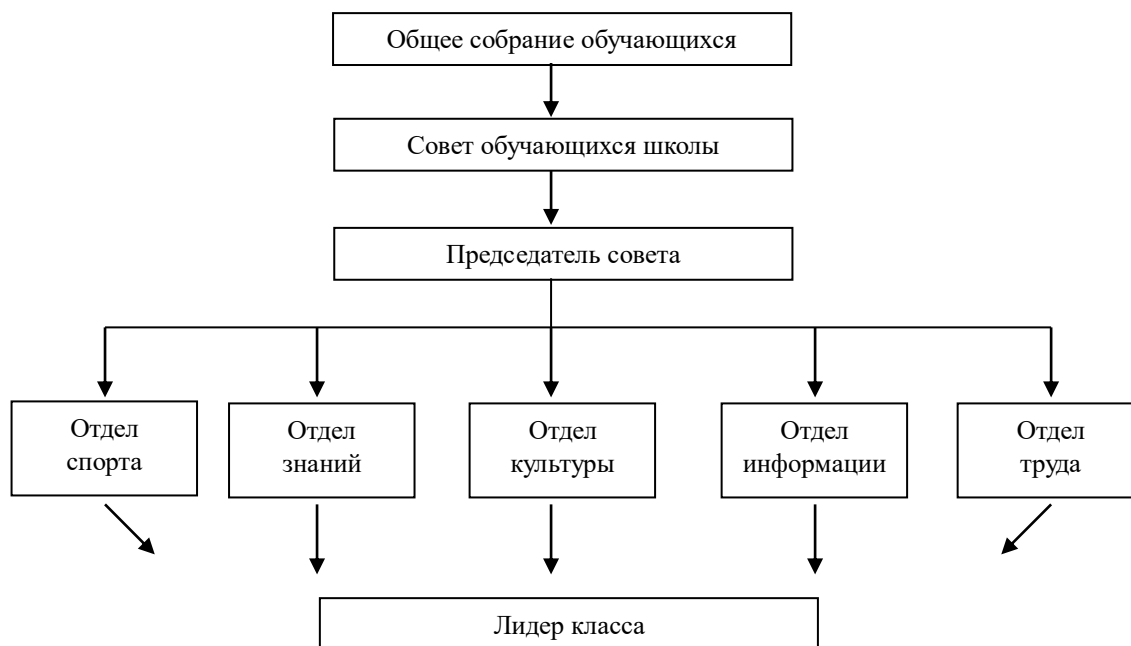 Общее собрание обучающихся
Совет обучающихся школы
Председатель совета
Отдел
спорта
Отдел
знаний
Отдел
культуры
Отдел
информации
Отдел
труда
Лидер класса